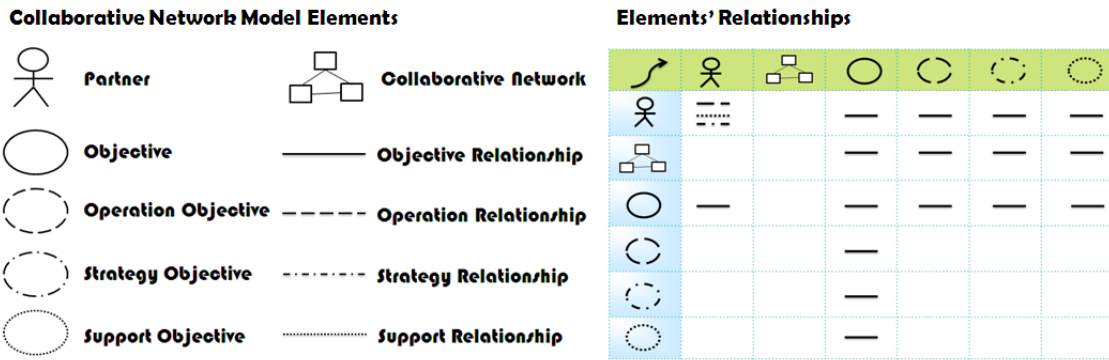 Collaborative Network Model Elements
Elements' Relationships
Partner
Collaborative Network
Objective
Objective Relationship
Operation Objective
Operation Relationship
Strategy Objective
Strategy Relationship
Support Objective
Support Relationship